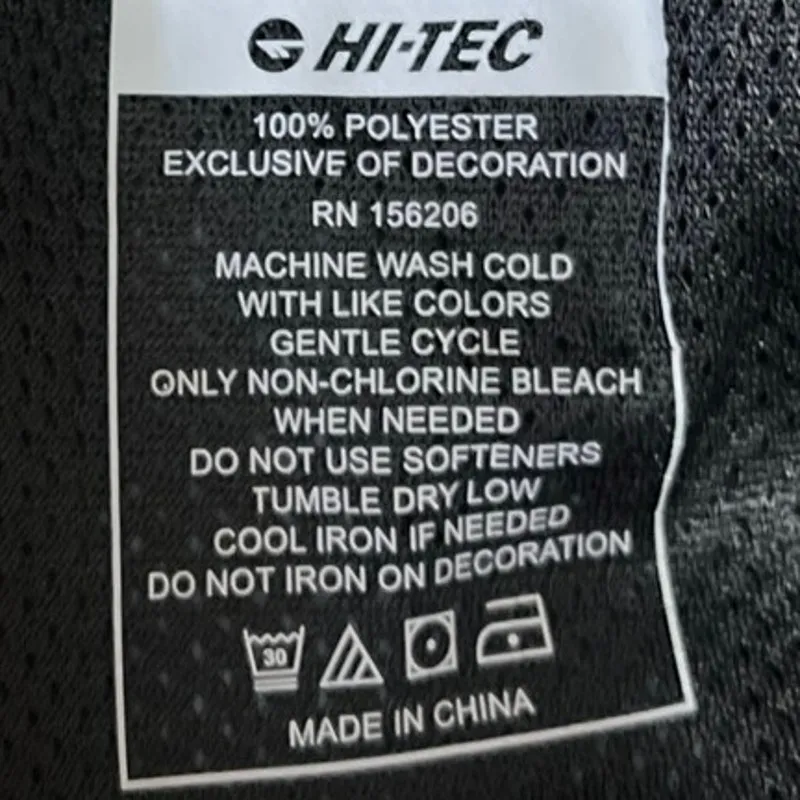 HI-TEC
100% POLYESTER
EXCLUSIVE OF DECORATION
RN 156206
MACHINE WASH COLD
WITH LIKE COLORS
GENTLE CYCLE
ONLY NON-CHLORINE BLEACH
WHEN NEEDED
DO NOT USE SOFTENERS
TUMBLE DRY LOW
COOL IRON IF NEEDED
DO NOT IRON ON DECORATION
30
MADE IN CHINA